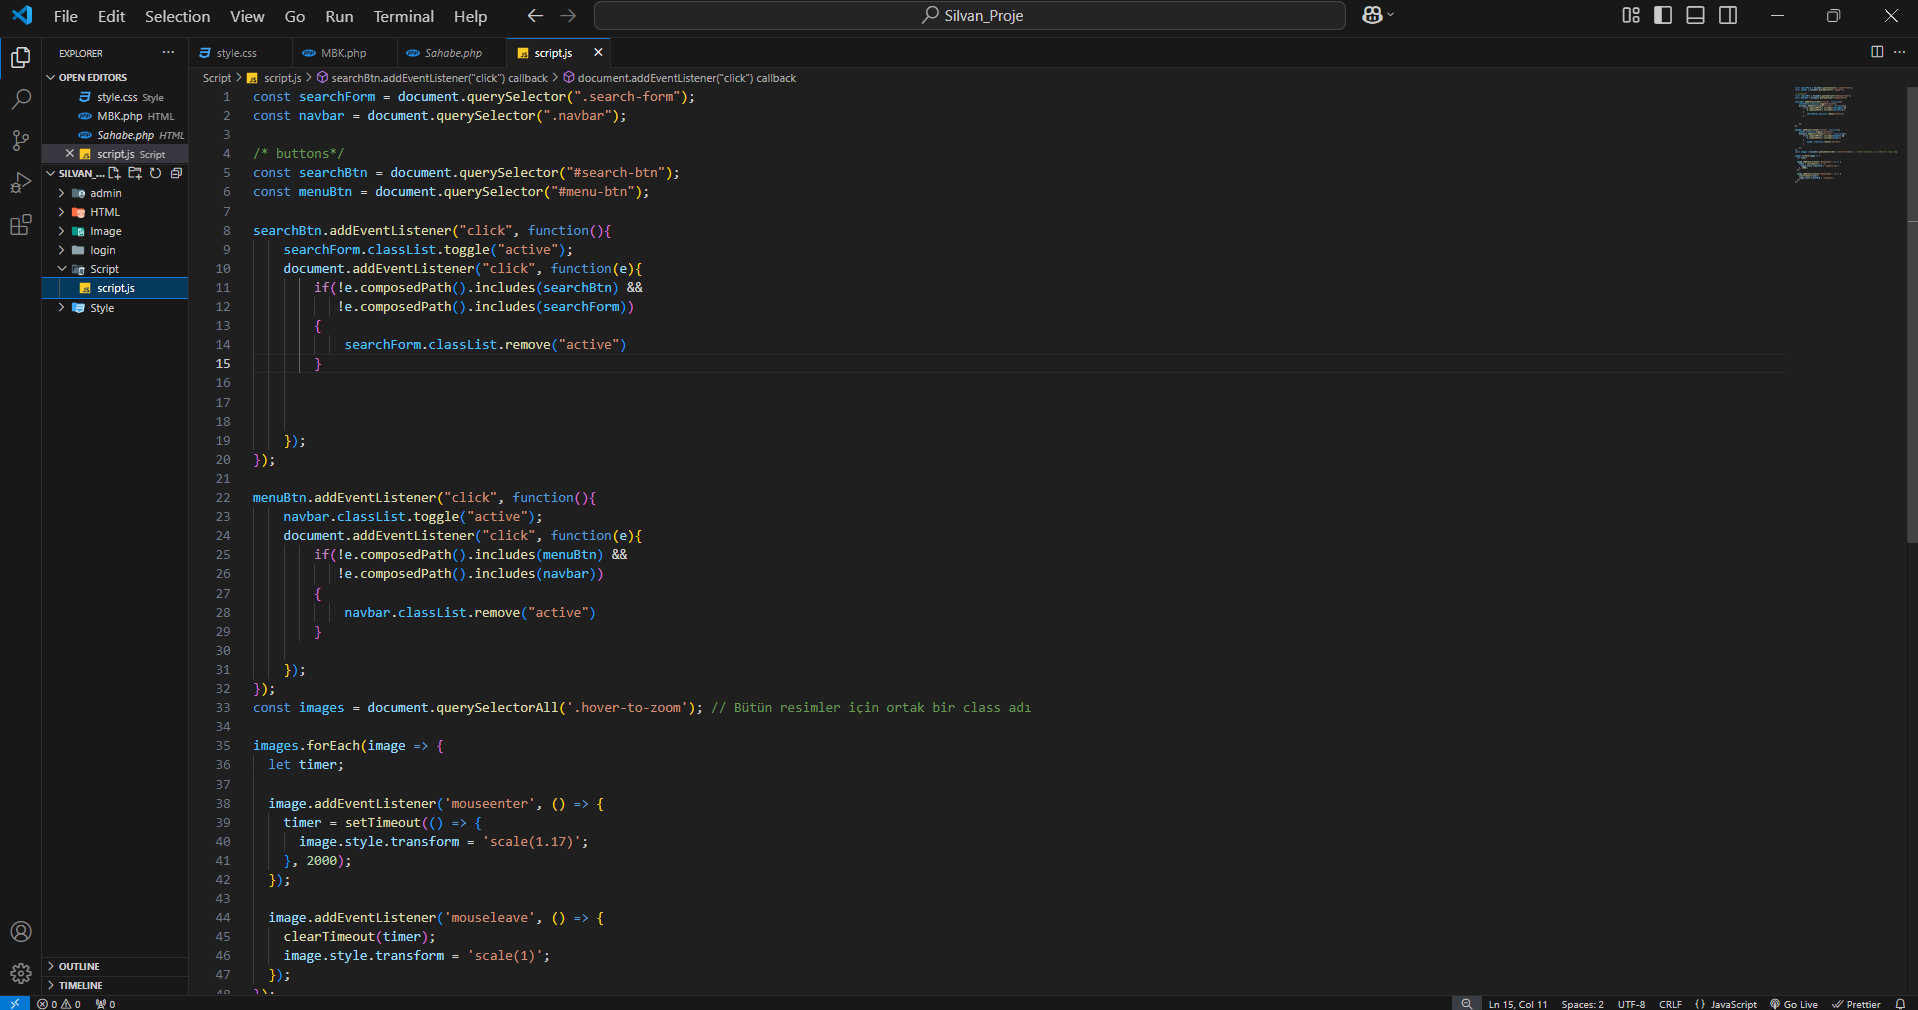 File Edit Selection View Go Run Terminal Help
Silvan_Proje
EXPLORER
style.css
MBK.php
Sahabe.php
script.js
OPEN EDITORS
style.css Style
MBK.php HTML
Sahabe.php HTML
script.js Script
SILVAN_...
admin
HTML
Image
login
Script
script.js
Style
OUTLINE
TIMELINE
Script > script.js > searchBtn.addEventListener("click") callback > document.addEventListener("click") callback
1 const searchForm = document.querySelector(".search-form");
2 const navbar = document.querySelector(".navbar");
3
4 /* buttons*/
5 const searchBtn = document.querySelector("#search-btn");
6 const menuBtn = document.querySelector("#menu-btn");
7
8 searchBtn.addEventListener("click", function(){
9 searchForm.classList.toggle("active");
10 document.addEventListener("click", function(e){
11 if(!e.composedPath().includes(searchBtn) &&
12 !e.composedPath().includes(searchForm))
13 {
14 searchForm.classList.remove("active")
15 }
16
17
18
19 });
20 });
21
22 menuBtn.addEventListener("click", function(){
23 navbar.classList.toggle("active");
24 document.addEventListener("click", function(e){
25 if(!e.composedPath().includes(menuBtn) &&
26 !e.composedPath().includes(navbar))
27 {
28 navbar.classList.remove("active")
29 }
30
31 });
32 });
33 const images = document.querySelectorAll('.hover-to-zoom'); // Bütün resimler için ortak bir class adı
34
35 images.forEach(image => {
36 let timer;
37
38 image.addEventListener('mouseenter', () => {
39 timer = setTimeout(() => {
40 image.style.transform = 'scale(1.17)';
41 }, 2000);
42 });
43
44 image.addEventListener('mouseleave', () => {
45 clearTimeout(timer);
46 image.style.transform = 'scale(1)';
47 });
48 });
0 0 0
Ln 15, Col 11 Spaces: 2 UTF-8 CRLF {} JavaScript Go Live Prettier